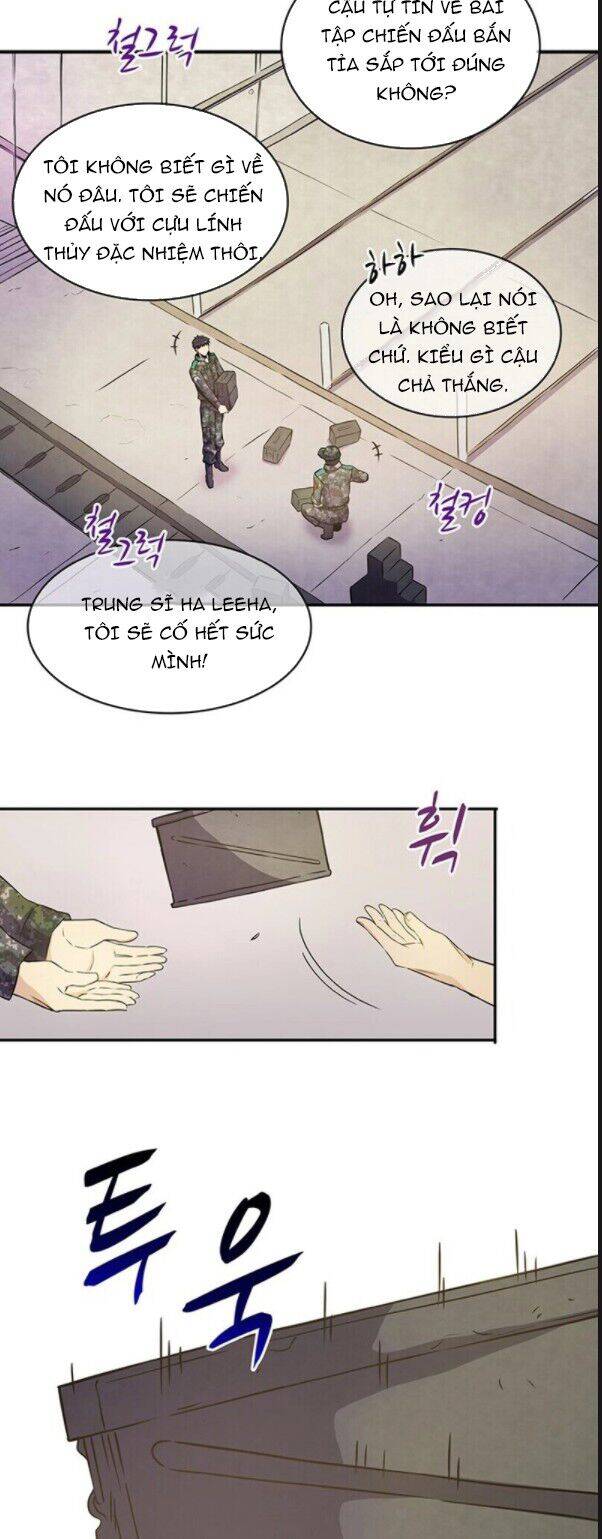 CẬU TỰ TIN VỀ BÀI
TẬP CHIẾN ĐẤU BẮN
TỈA SẮP TỚI ĐÚNG
KHÔNG?
철그럭
TÔI KHÔNG BIẾT GÌ VỀ
NÓ ĐÂU. TÔI SẼ CHIẾN
ĐẤU VỚI CỰU LÍNH
THỦY ĐẶC NHIỆM THÔI.
하하
OH, SAO LẠI NÓI
LÀ KHÔNG BIẾT
CHỨ. KIỂU GÌ CẬU
CHẢ THẮNG.
철컹
철그럭
TRUNG SĨ HA LEEHA,
TÔI SẼ CỐ HẾT SỨC
MÌNH!
휙
투욱